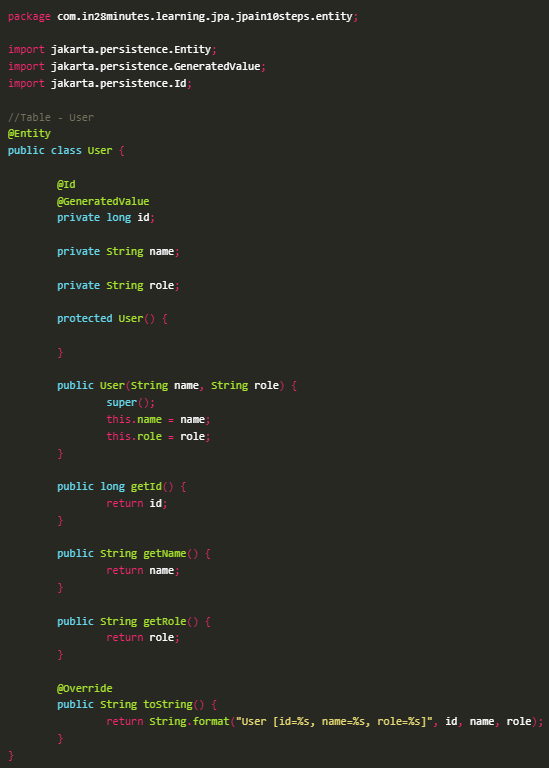 package com.in28minutes.learning.jpa.jpain10steps.entity;
import jakarta.persistence.Entity;
import jakarta.persistence.GeneratedValue;
import jakarta.persistence.Id;
//Table - User
@Entity
public class User {
@Id
@GeneratedValue
private long id;
private String name;
private String role;
protected User() {
}
public User(String name, String role) {
super();
this.name = name;
this.role = role;
}
public long getId() {
return id;
}
public String getName() {
return name;
}
public String getRole() {
return role;
}
@Override
public String toString() {
return String.format("User [id=%s, name=%s, role=%s]", id, name, role);
}
}